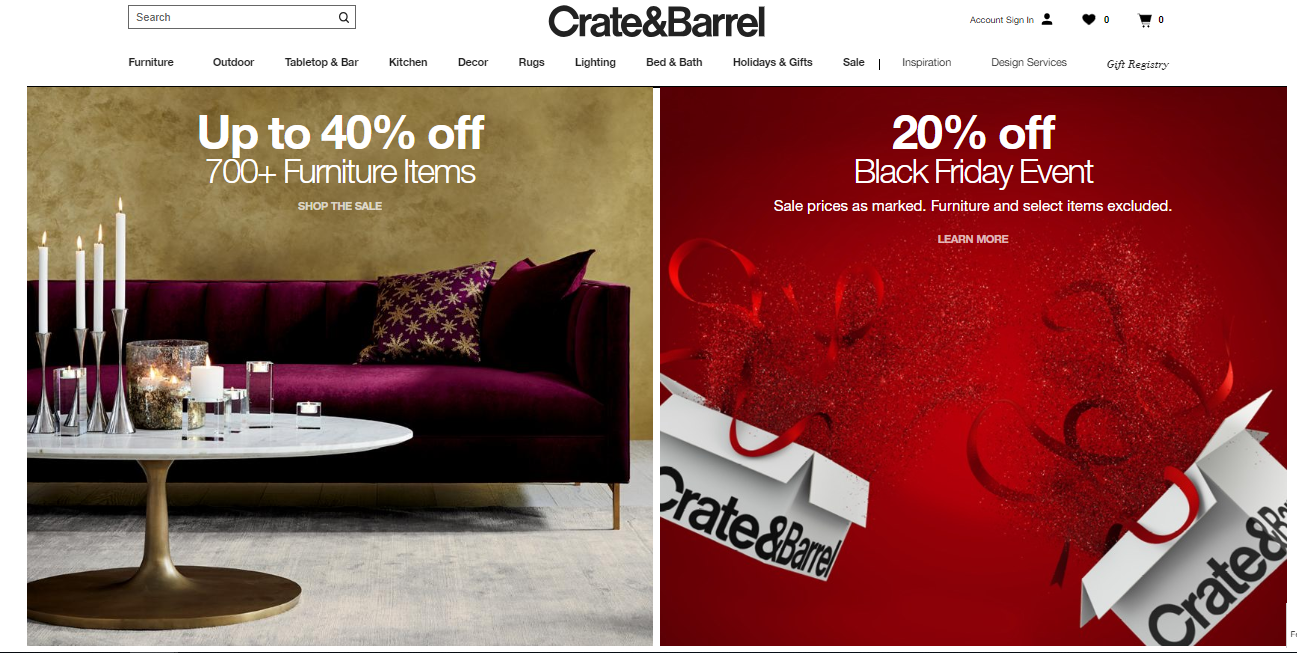 Search
Crate&Barrel
Account Sign In
0
0
Furniture
Outdoor
Tabletop & Bar
Kitchen
Decor
Rugs
Lighting
Bed & Bath
Holidays & Gifts
Sale
Inspiration
Design Services
Gift Registry
Up to 40% off
700+ Furniture Items
SHOP THE SALE
20% off
Black Friday Event
Sale prices as marked. Furniture and select items excluded.
LEARN MORE
Crate&Barrel
Crate&Ba